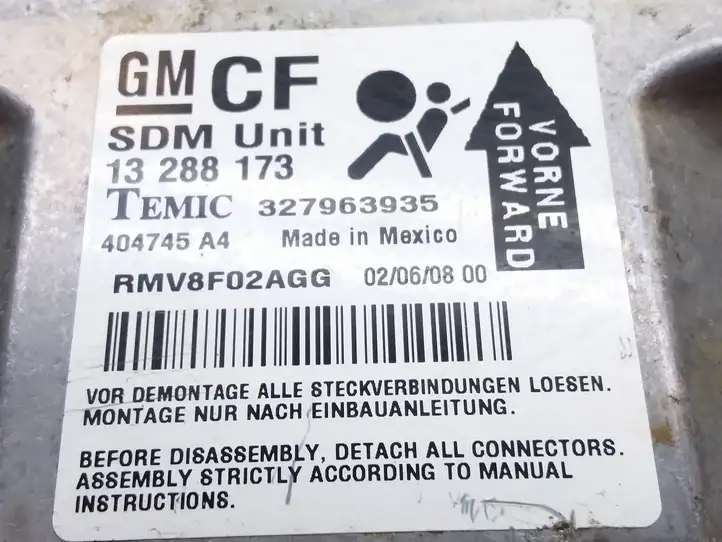 GM CF
SDM Unit
13 288 173
TEMIC 327963935
404745 A4 Made in Mexico
RMV8F02AGG 02/06/08 00
VORNE
FORWARD
VOR DEMONTAGE ALLE STECKVERBINDUNGEN LOESEN.
MONTAGE NUR NACH EINBAUANLEITUNG.
BEFORE DISASSEMBLY, DETACH ALL CONNECTORS.
ASSEMBLY STRICTLY ACCORDING TO MANUAL
INSTRUCTIONS.